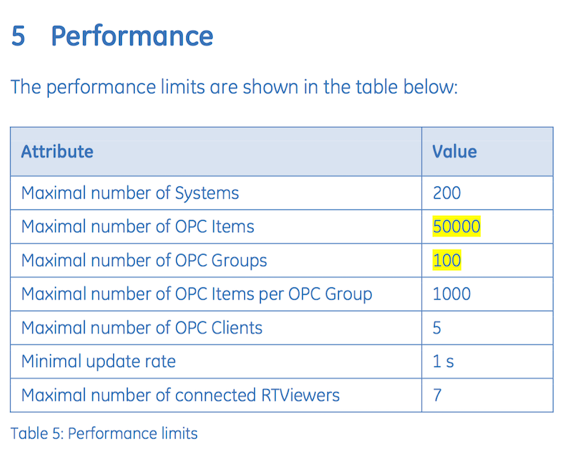 5 Performance
The performance limits are shown in the table below:
Attribute Value
Maximal number of Systems 200
Maximal number of OPC Items 50000
Maximal number of OPC Groups 100
Maximal number of OPC Items per OPC Group 1000
Maximal number of OPC Clients 5
Minimal update rate 1 s
Maximal number of connected RTViewers 7
Table 5: Performance limits